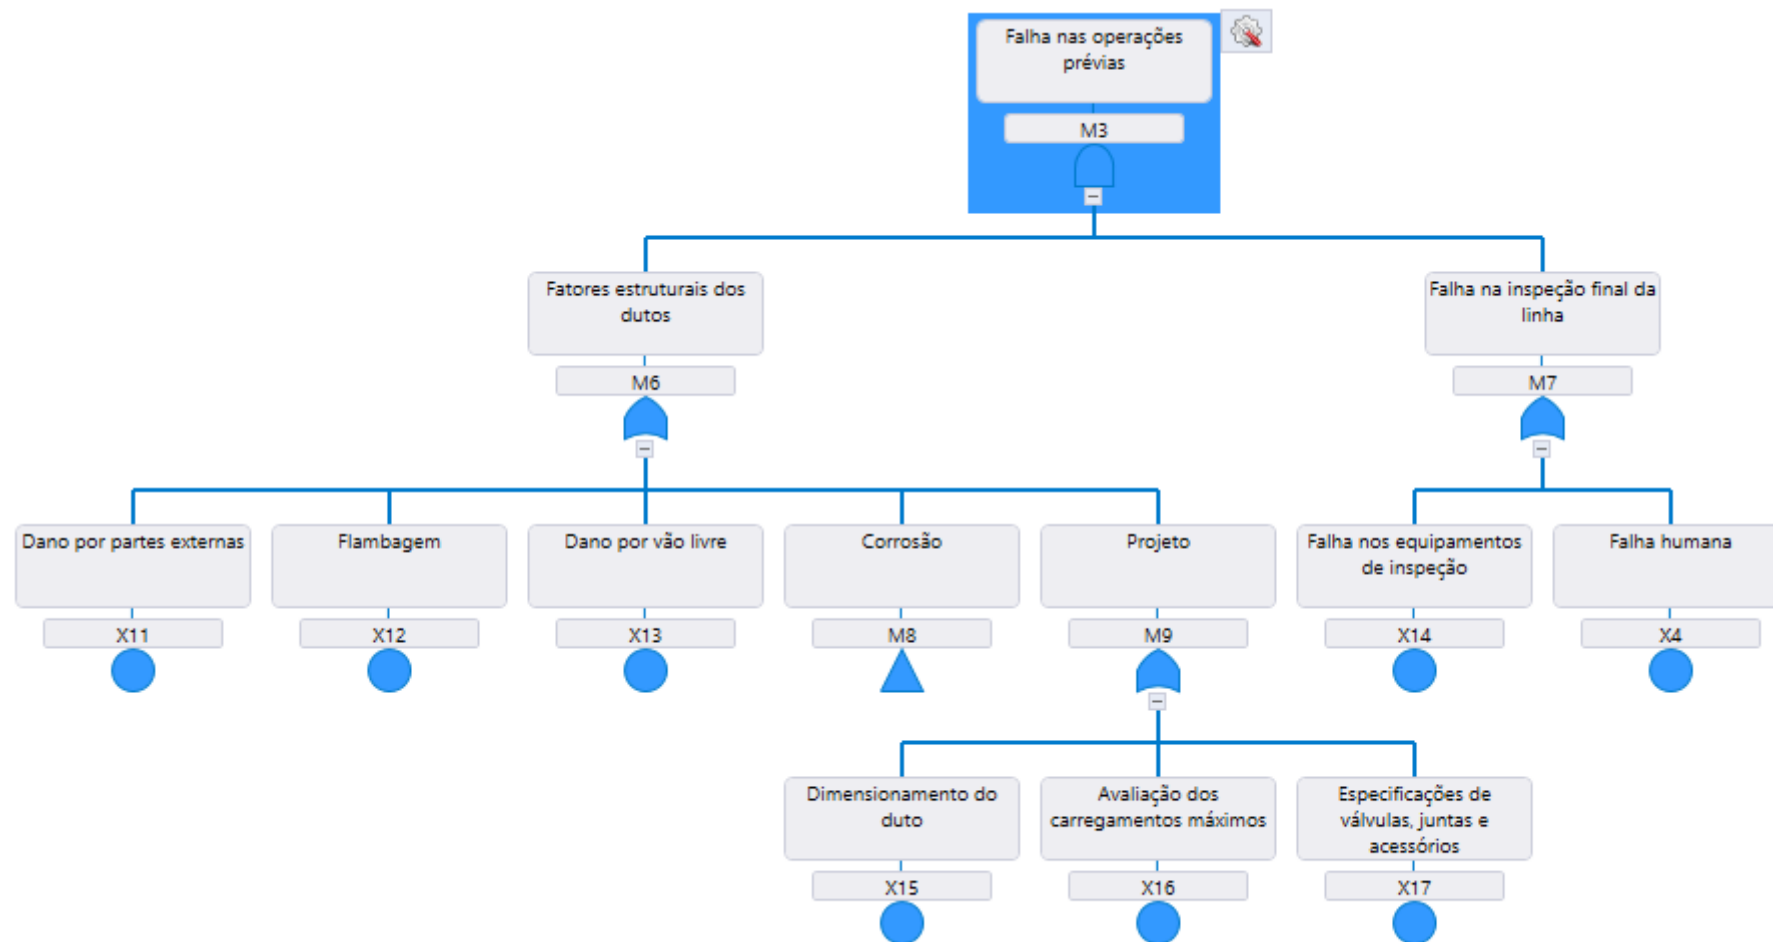 Falha nas operações
prévias
M3
Fatores estruturais dos
dutos
M6
Falha na inspeção final da
linha
M7
Dano por partes externas
X11
Flambagem
X12
Dano por vão livre
X13
Corrosão
M8
Projeto
M9
Falha nos equipamentos
de inspeção
X14
Falha humana
X4
Dimensionamento do
duto
X15
Avaliação dos
carregamentos máximos
X16
Especificações de
válvulas, juntas e
acessórios
X17